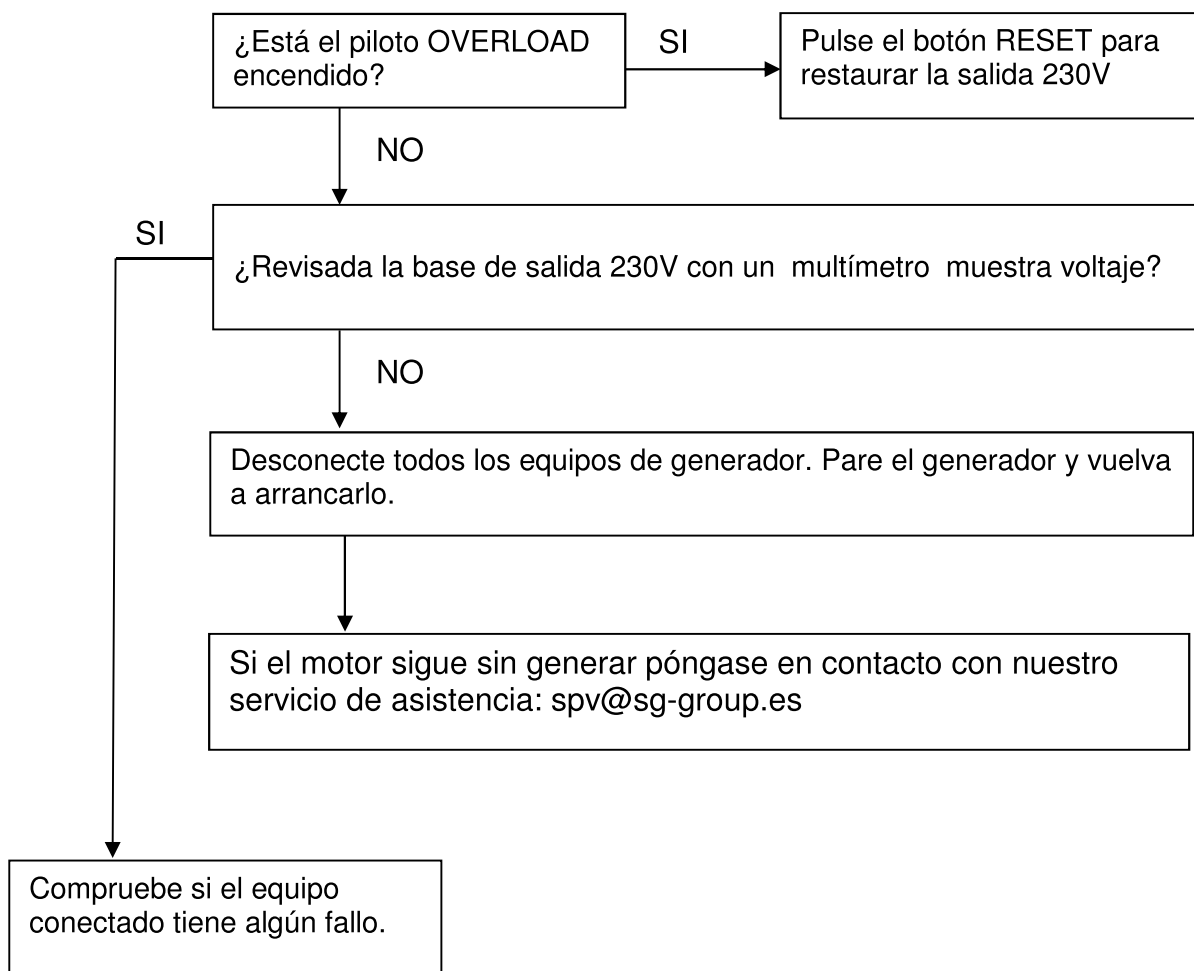 ¿Está el piloto OVERLOAD
encendido?
SI
Pulse el botón RESET para
restaurar la salida 230V
NO
SI
¿Revisada la base de salida 230V con un multímetro muestra voltaje?
NO
Desconecte todos los equipos de generador. Pare el generador y vuelva
a arrancarlo.
Si el motor sigue sin generar póngase en contacto con nuestro
servicio de asistencia: spv@sg-group.es
Compruebe si el equipo
conectado tiene algún fallo.